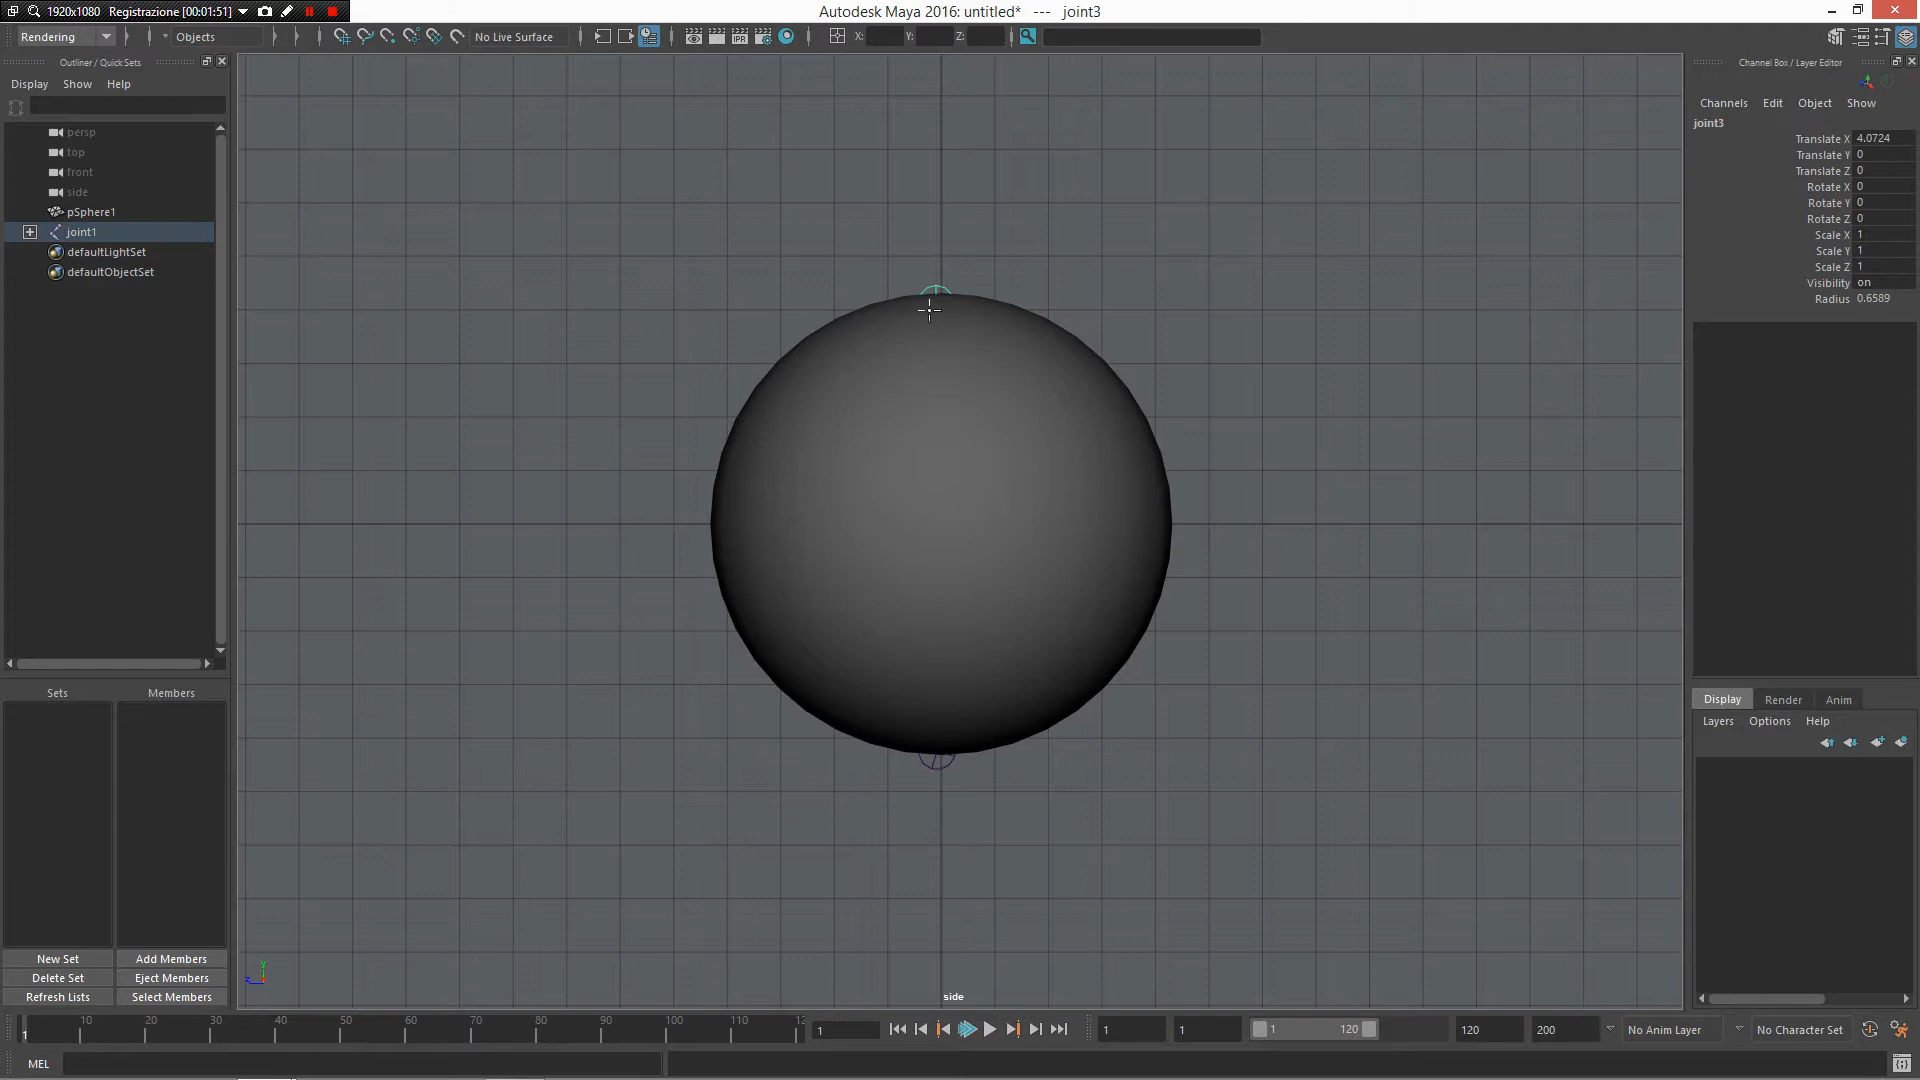 1920x1080 Registrazione [00:01:51]
Autodesk Maya 2016: untitled* --- joint3
Rendering
Objects
No Live Surface
IPR
X:
Y:
Z:
Outliner / Quick Sets
Display Show Help
persp
top
front
side
pSphere1
joint1
defaultLightSet
defaultObjectSet
Sets Members
New Set Add Members
Delete Set Eject Members
Refresh Lists Select Members
y
z
side
Channel Box / Layer Editor
Channels Edit Object Show
joint3
Translate X 4.0724
Translate Y 0
Translate Z 0
Rotate X 0
Rotate Y 0
Rotate Z 0
Scale X 1
Scale Y 1
Scale Z 1
Visibility on
Radius 0.6589
Display Render Anim
Layers Options Help
1 10 20 30 40 50 60 70 80 90 100 110 12
1
1 1 1 120 120 200 No Anim Layer No Character Set
MEL